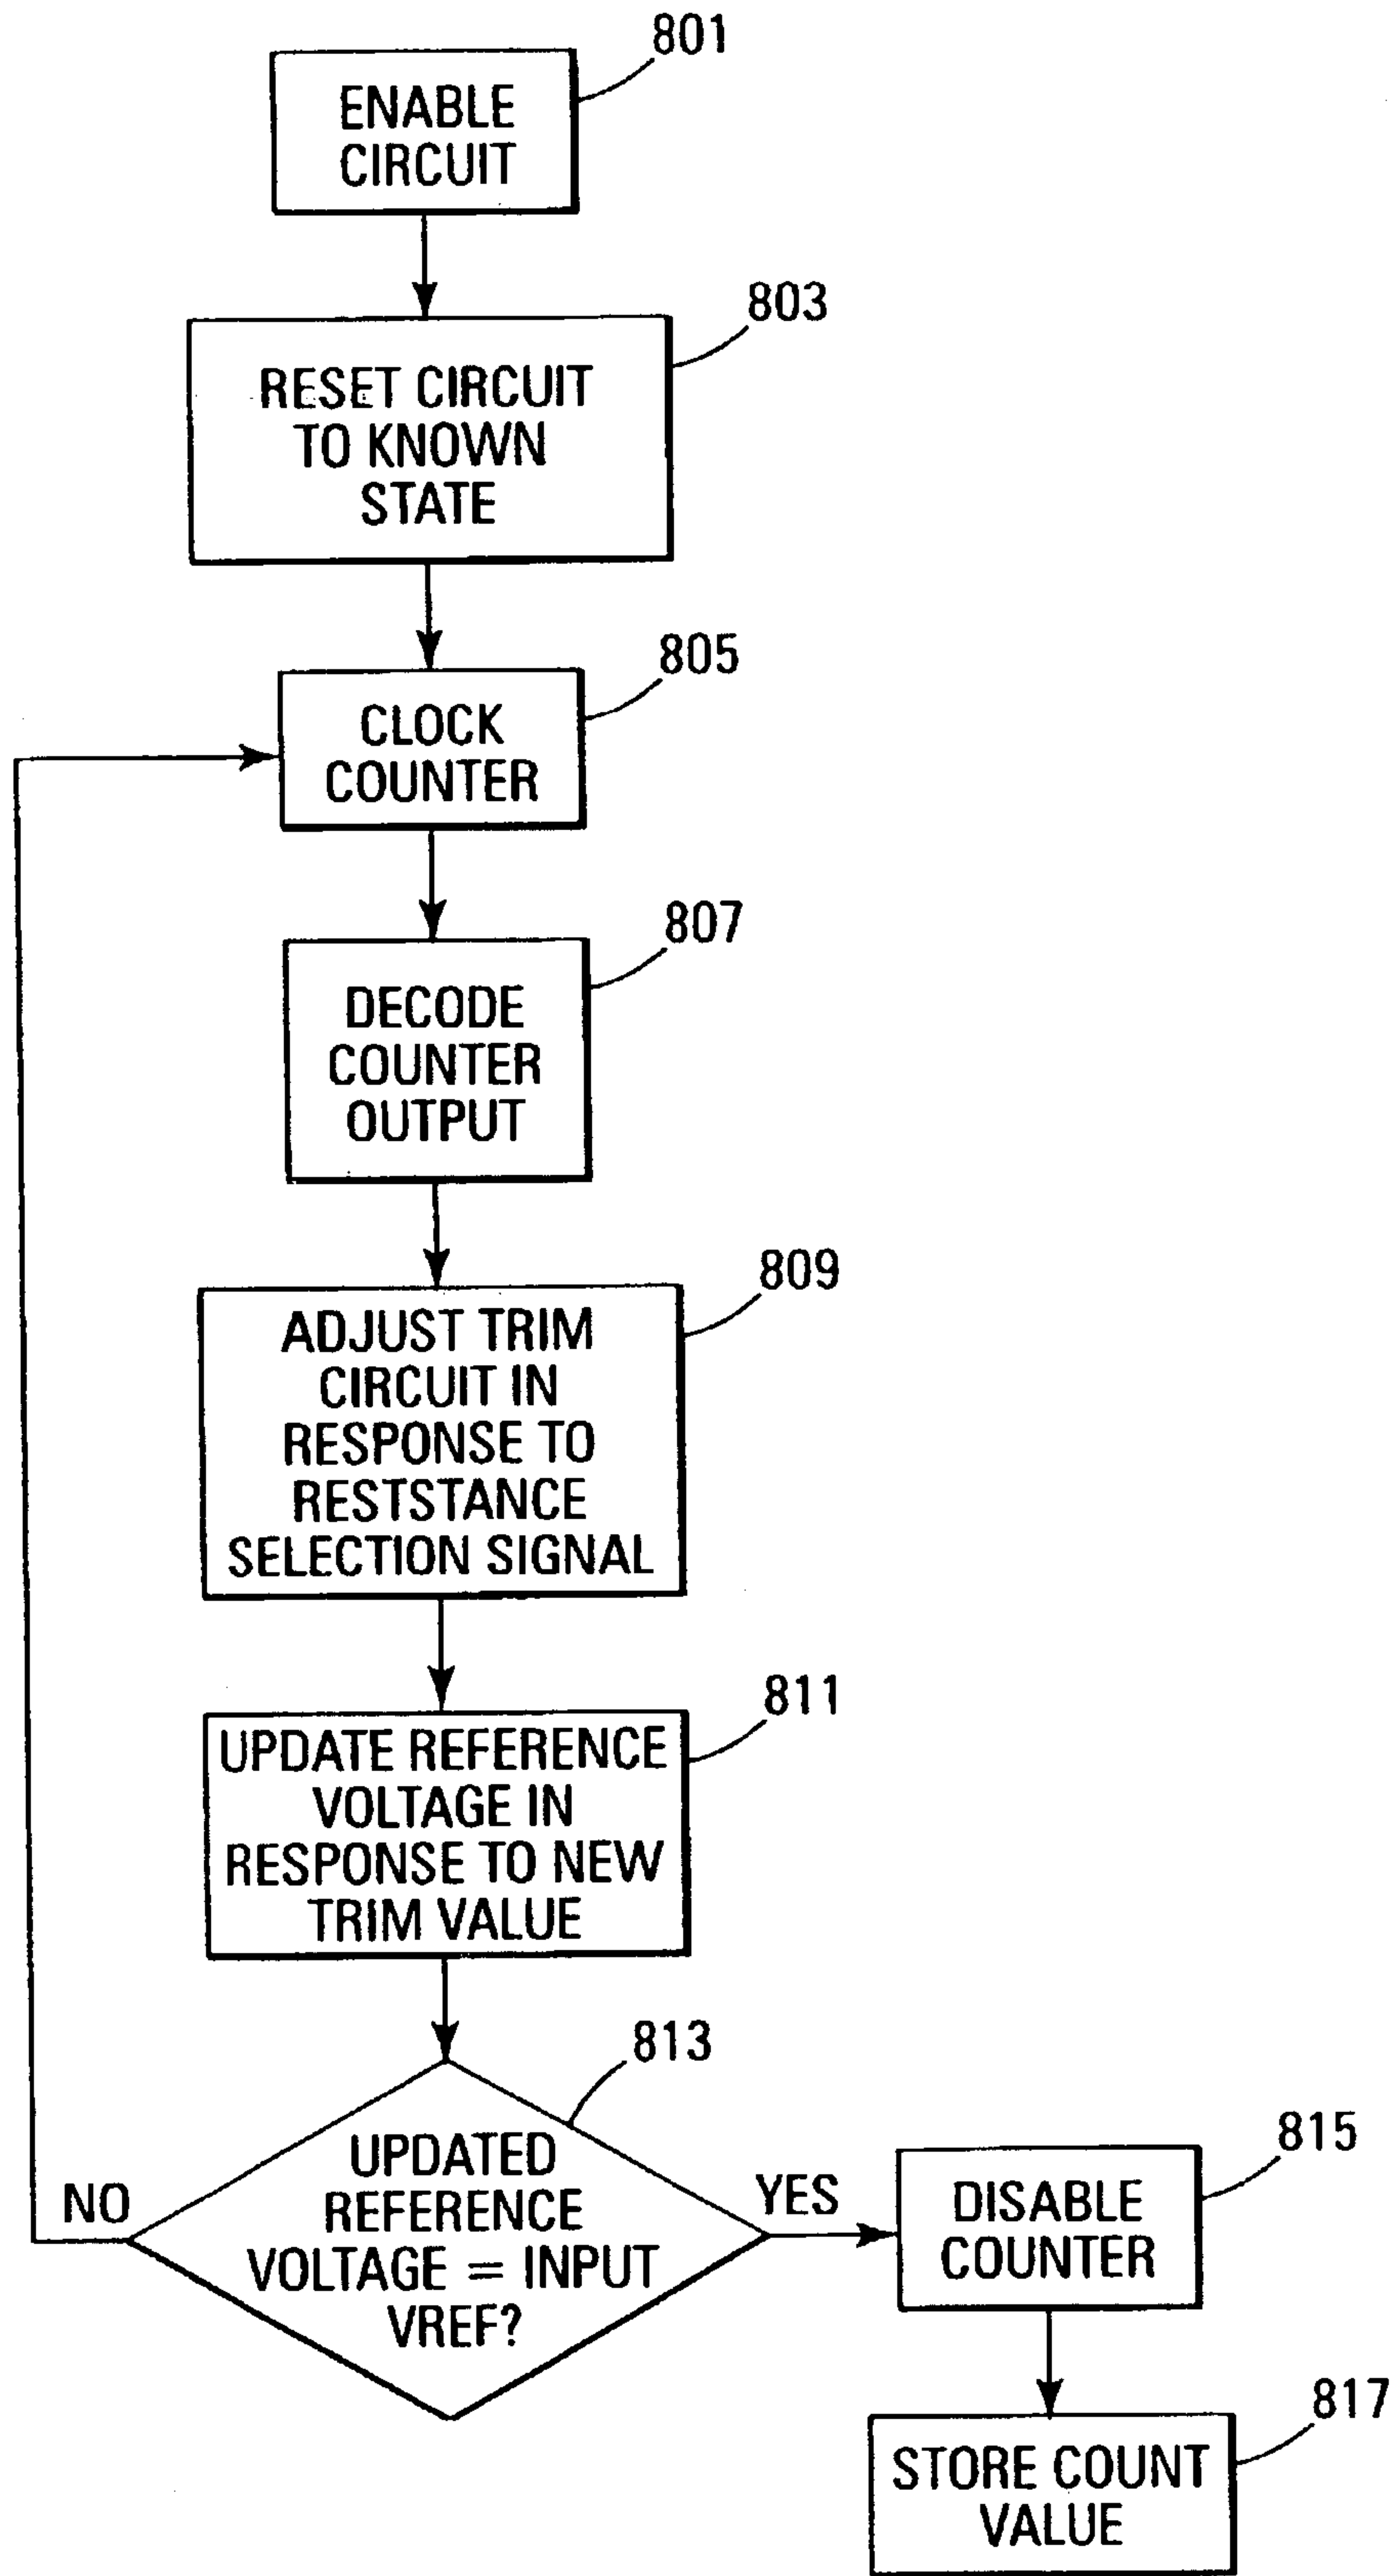 801
ENABLE
CIRCUIT
803
RESET CIRCUIT
TO KNOWN
STATE
805
CLOCK
COUNTER
807
DECODE
COUNTER
OUTPUT
809
ADJUST TRIM
CIRCUIT IN
RESPONSE TO
RESTSTANCE
SELECTION SIGNAL
811
UPDATE REFERENCE
VOLTAGE IN
RESPONSE TO NEW
TRIM VALUE
813
UPDATED
REFERENCE
VOLTAGE = INPUT
VREF?
NO
YES
815
DISABLE
COUNTER
817
STORE COUNT
VALUE